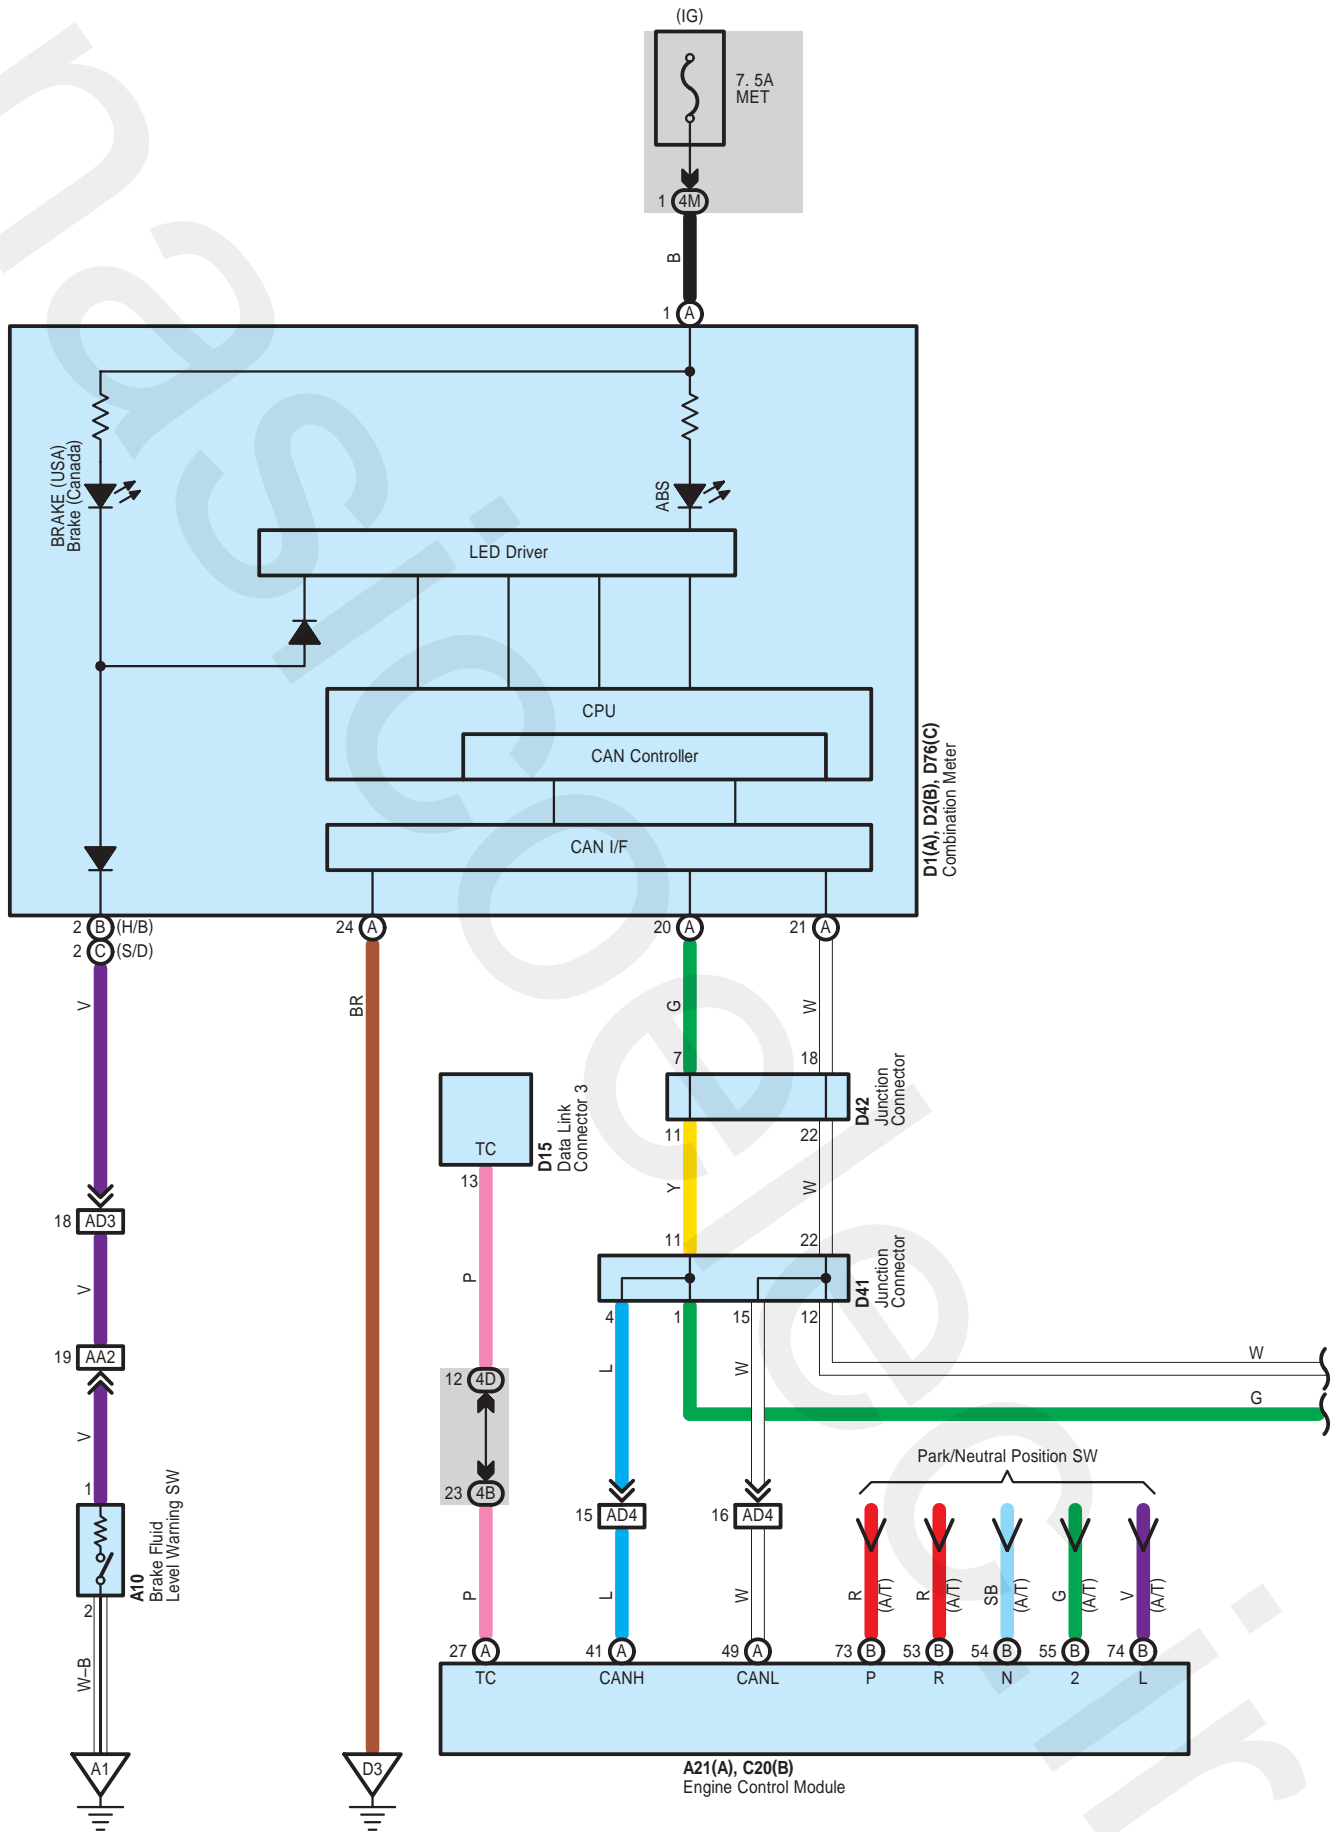 (IG)
7. 5A
MET
1 4M
B
1 A
BRAKE (USA)
Brake (Canada)
ABS
LED Driver
CPU
CAN Controller
CAN I/F
D1(A), D2(B), D76(C)
Combination Meter
2 B (H/B)
2 C (S/D)
24 A
20 A
21 A
V
BR
G
W
7
18
D42
Junction
Connector
11
22
TC
D15
Data Link
Connector 3
13
Y
W
18 AD3
11
22
D41
Junction
Connector
V
P
4
1
15
12
19 AA2
12 4D
L
W
W
G
V
1
23 4B
15 AD4
16 AD4
Park/Neutral Position SW
A10
Brake Fluid
Level Warning SW
2
P
L
W
R
(A/T)
R
(A/T)
SB
(A/T)
G
(A/T)
V
(A/T)
W–B
27 A
41 A
49 A
73 B
53 B
54 B
55 B
74 B
TC
CANH
CANL
P
R
N
2
L
A1
D3
A21(A), C20(B)
Engine Control Module
nasicoelec.ir